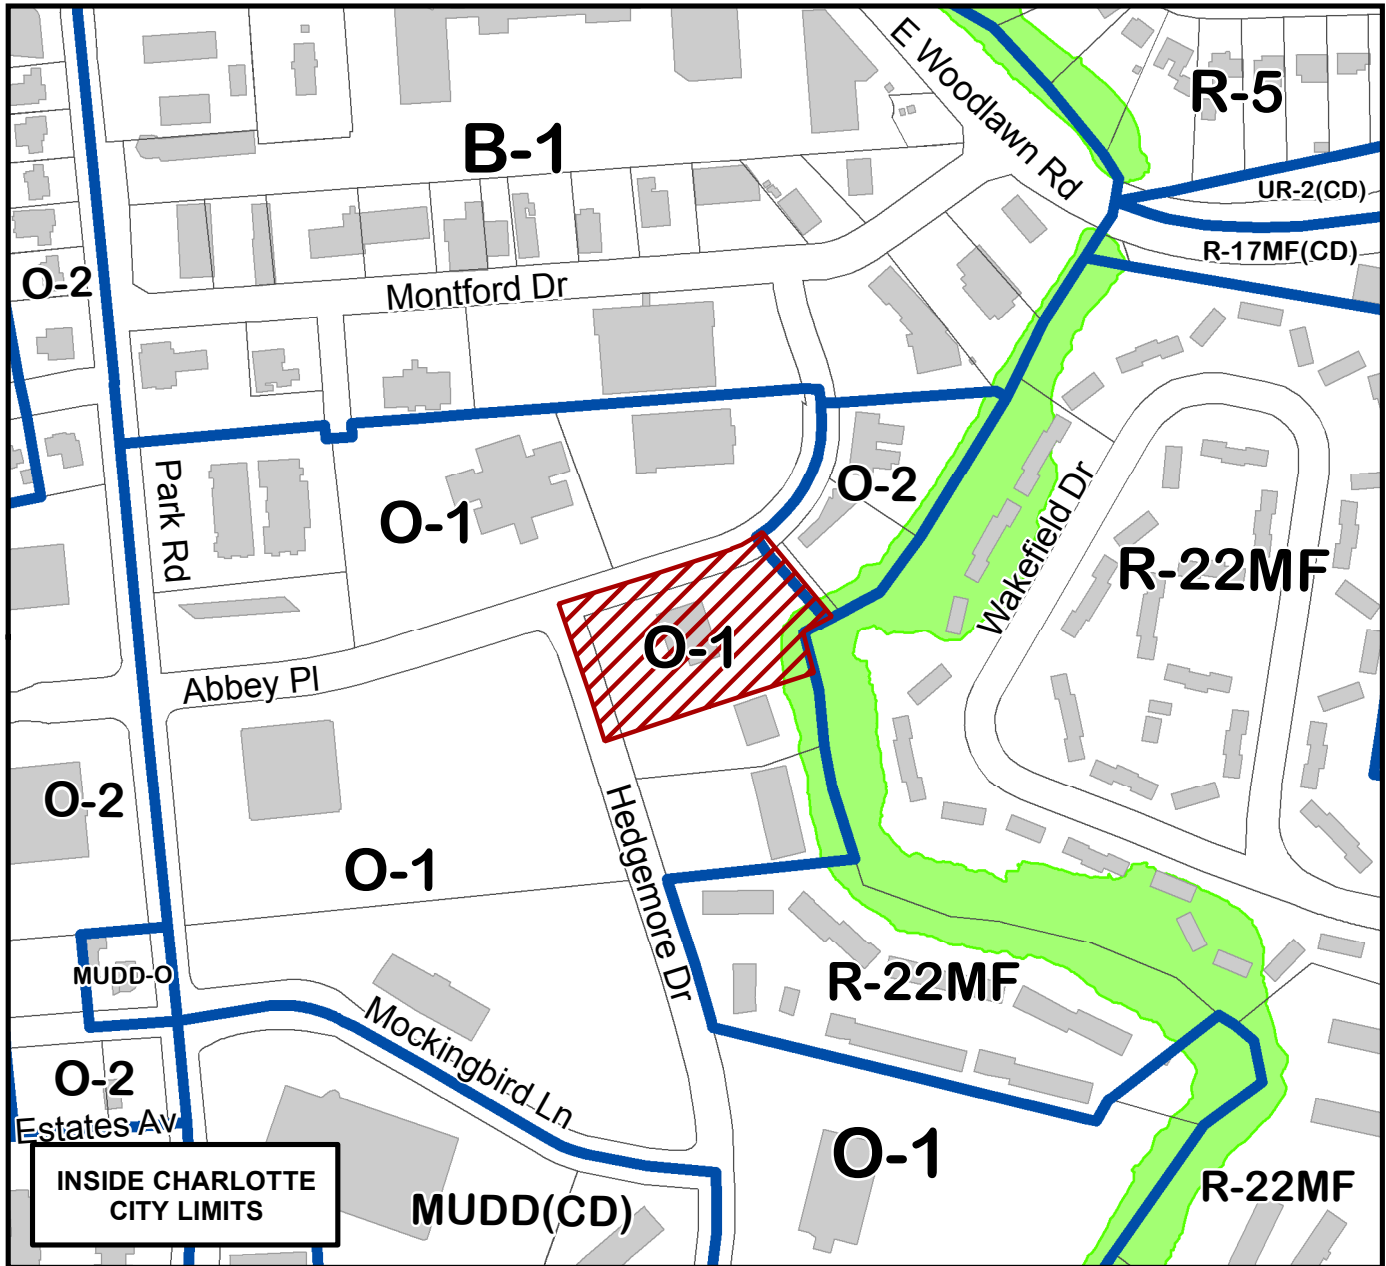 E Woodlawn Rd
R-5
B-1
UR-2(CD)
R-17MF(CD)
O-2
Montford Dr
Park Rd
O-1
O-2
Wakefield Dr
R-22MF
O-1
Abbey Pl
O-2
Hedgemore Dr
O-1
MUDD-O
R-22MF
Mockingbird Ln
O-2
Estates Av
O-1
INSIDE CHARLOTTE
CITY LIMITS
MUDD(CD)
R-22MF